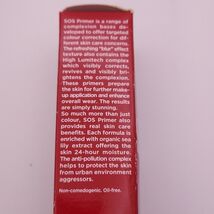 SOS Primer is a range of
complexion bases deve-
loped to offer targeted
colour correction for dif-
ferent skin care concerns.
The refreshing "blur" effect
texture also contains the
High Lumitech complex
which instantly corrects,
revives and visibly bri-
ghtens the complexion.
These primers prepare
the skin for further make-
up application and enhance
overall wear. The results
are simply stunning.
So much more than just
colour, SOS Primer also
provides real skin care
benefits. Each formula is
enriched with organic sea
lily extract offering the
skin 24-hour moisture.
The anti-pollution complex
helps to protect the skin
from urban environment
aggressors.
Non-comedogenic. Oil-free.